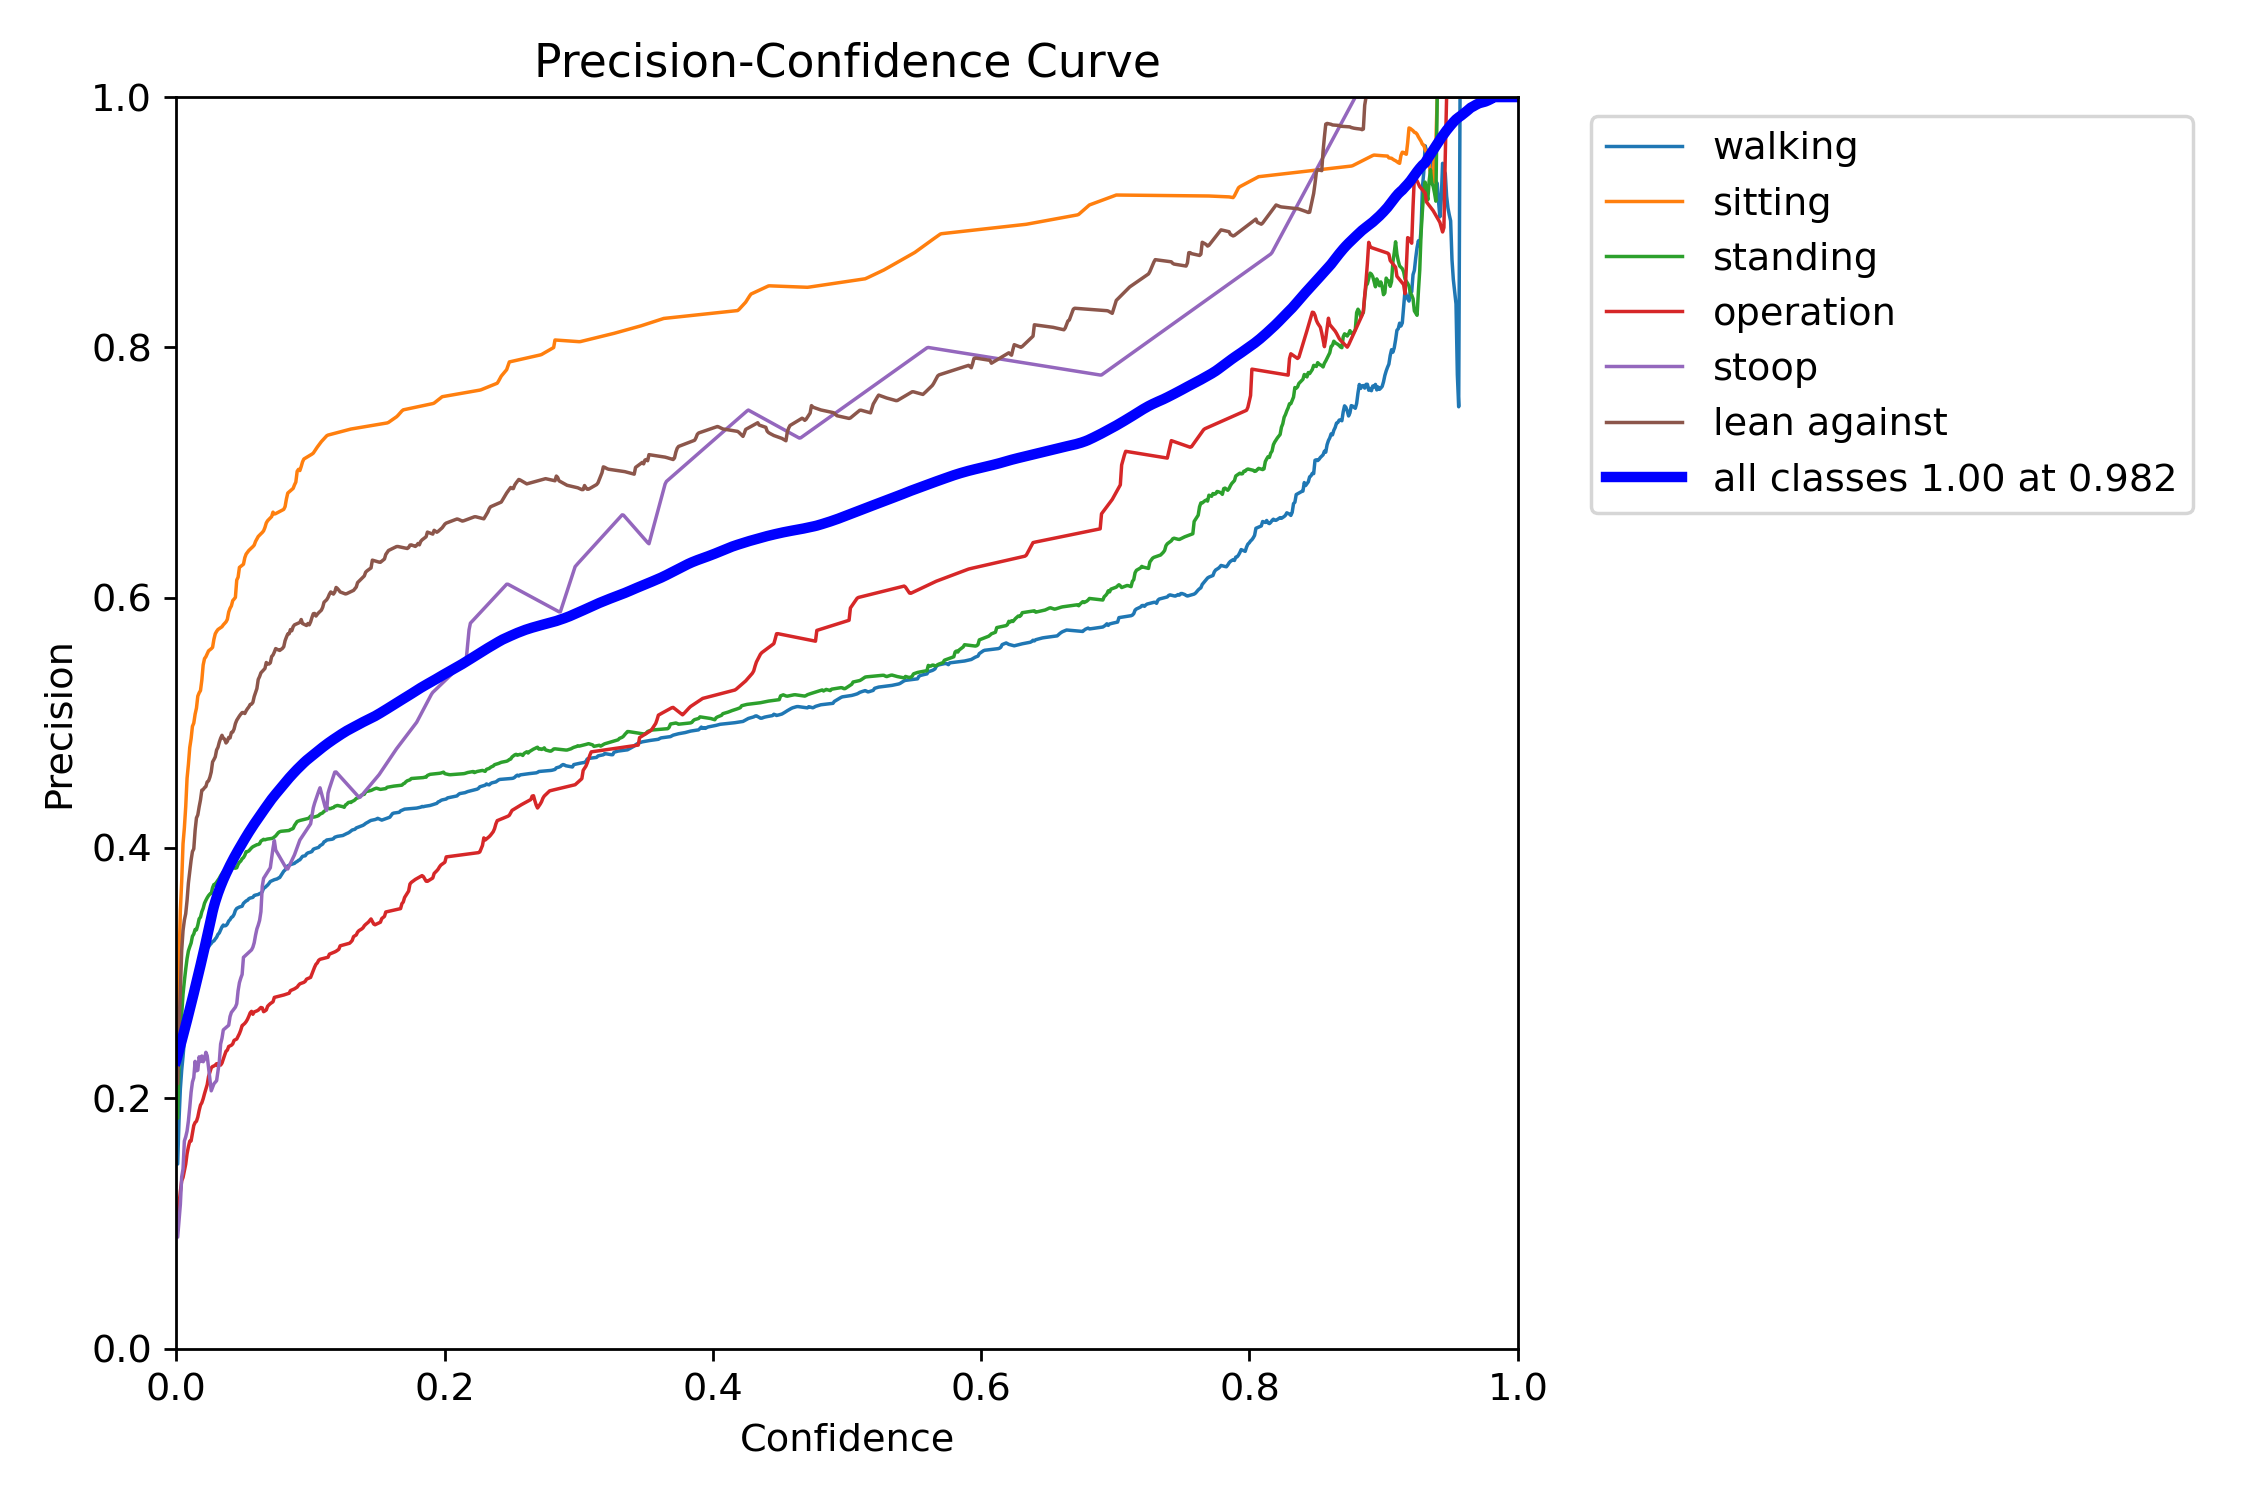 Precision-Confidence Curve
1.0
0.8
0.6
0.4
0.2
0.0
Precision
0.0 0.2 0.4 0.6 0.8 1.0
Confidence
walking
sitting
standing
operation
stoop
lean against
all classes 1.00 at 0.982